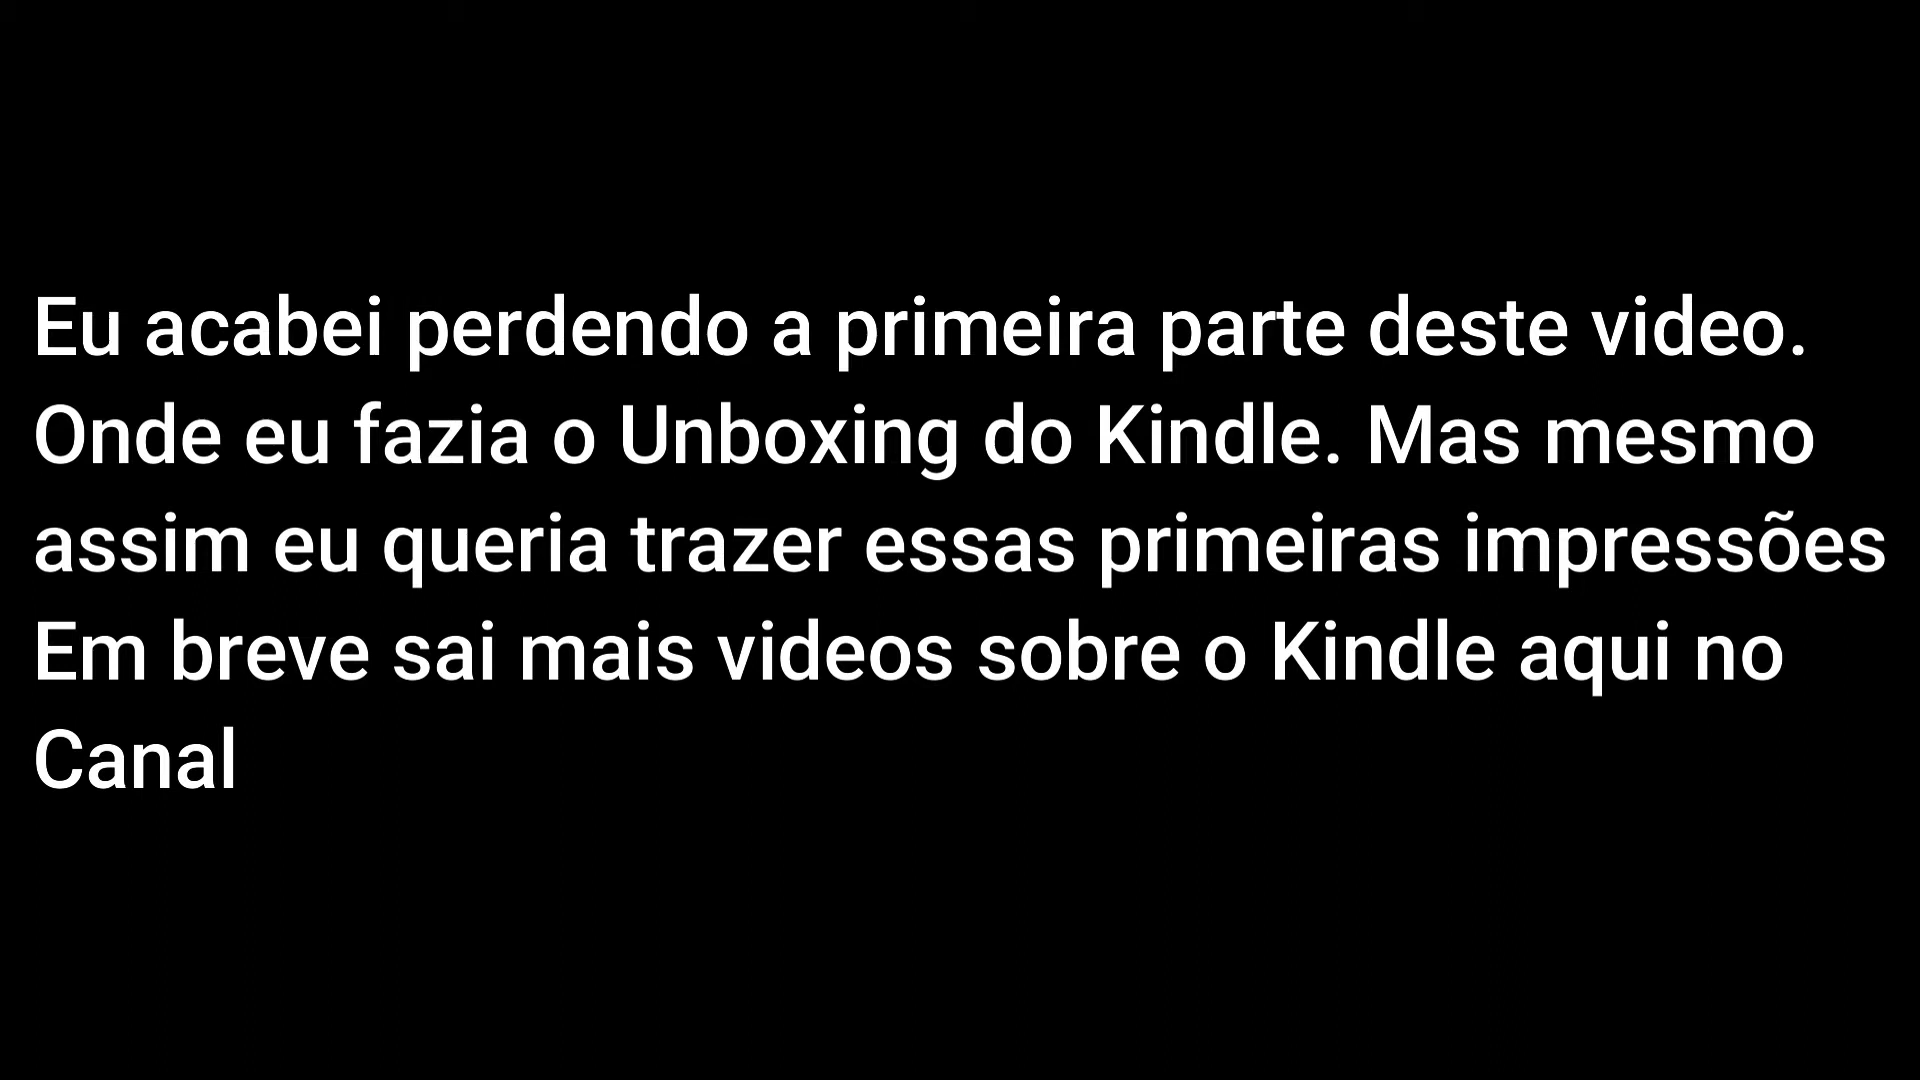 Eu acabei perdendo a primeira parte deste video.
Onde eu fazia o Unboxing do Kindle. Mas mesmo
assim eu queria trazer essas primeiras impressões
Em breve sai mais videos sobre o Kindle aqui no
Canal